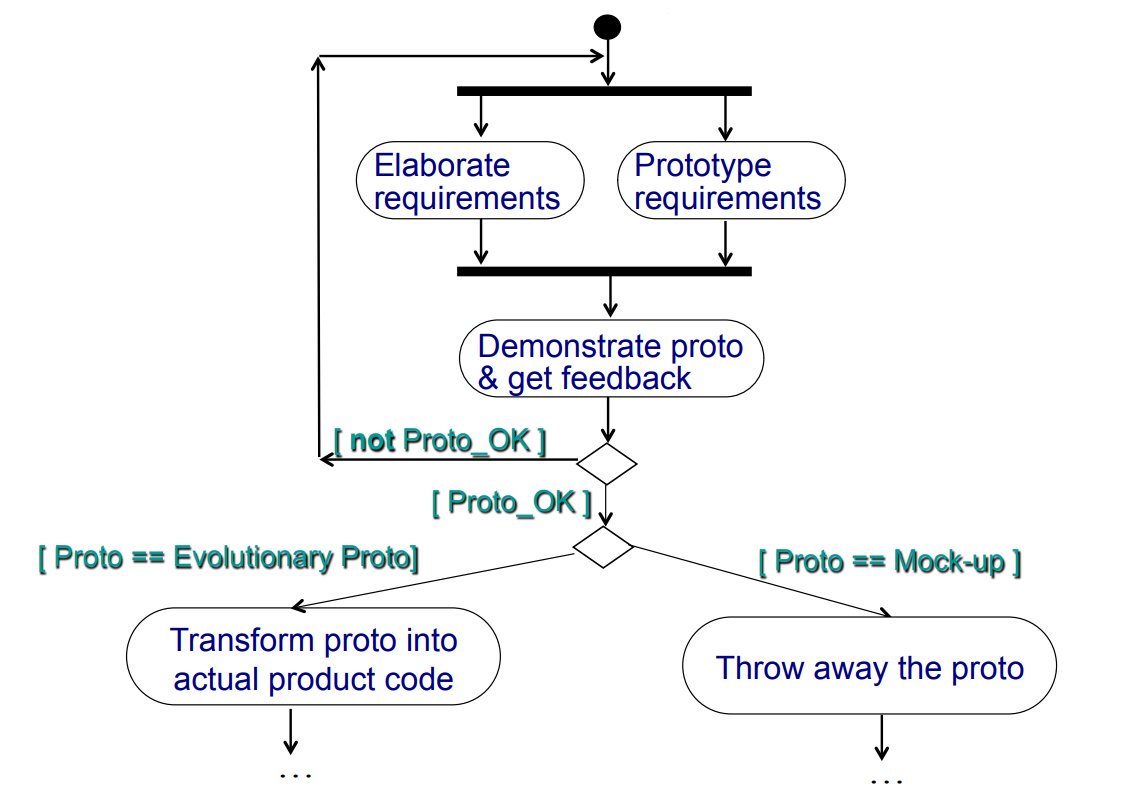 Elaborate
requirements
Prototype
requirements
Demonstrate proto
& get feedback
[ not Proto_OK ]
[ Proto_OK ]
[ Proto == Evolutionary Proto]
[ Proto == Mock-up ]
Transform proto into
actual product code
Throw away the proto
...
...